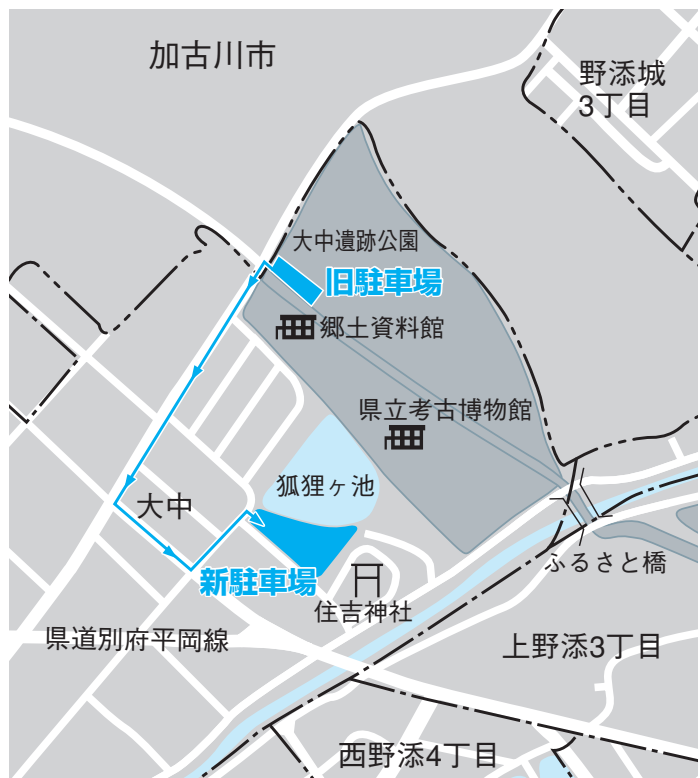 加古川市
野添城
3丁目
大中遺跡公園
旧駐車場
郷土資料館
県立考古博物館
狐狸ヶ池
大中
新駐車場
ふるさと橋
住吉神社
県道別府平岡線
上野添3丁目
西野添4丁目